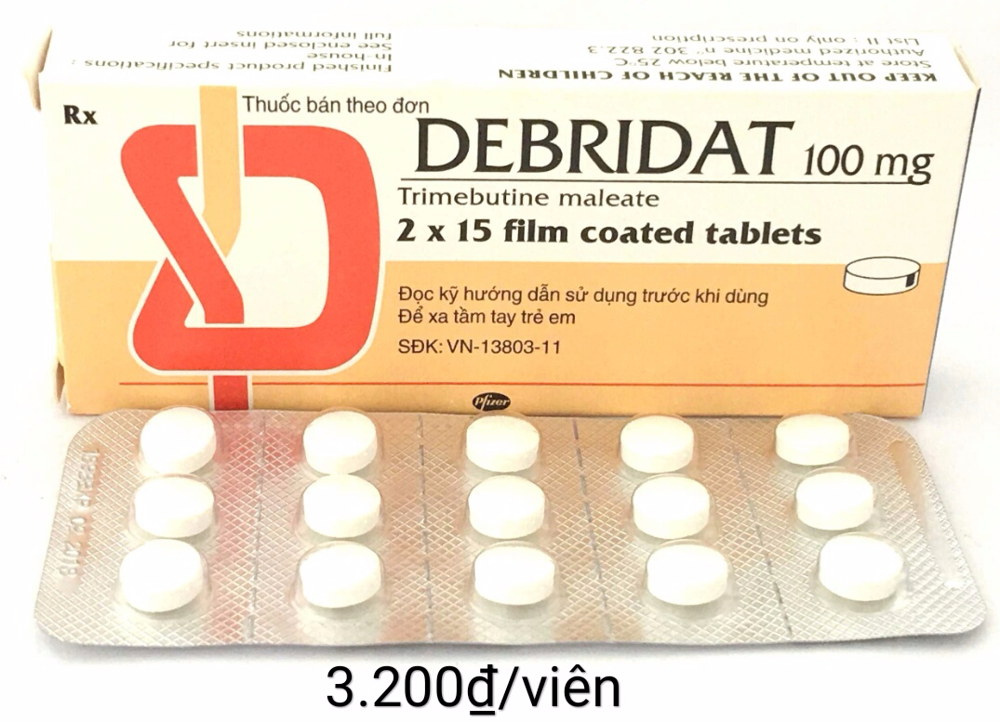 Finished product specifications :
In-house
See enclosed insert for
full informations
KEEP OUT OF THE REACH OF CHILDREN
Store at temperature below 25°C
Authorized medicine n° 302 822.3
List II : only on prescription
Rx
Thuốc bán theo đơn
DEBRIDAT 100 mg
Trimebutine maleate
2 x 15 film coated tablets
Đọc kỹ hướng dẫn sử dụng trước khi dùng
Để xa tầm tay trẻ em
SĐK: VN-13803-11
Pfizer
3.200₫/viên